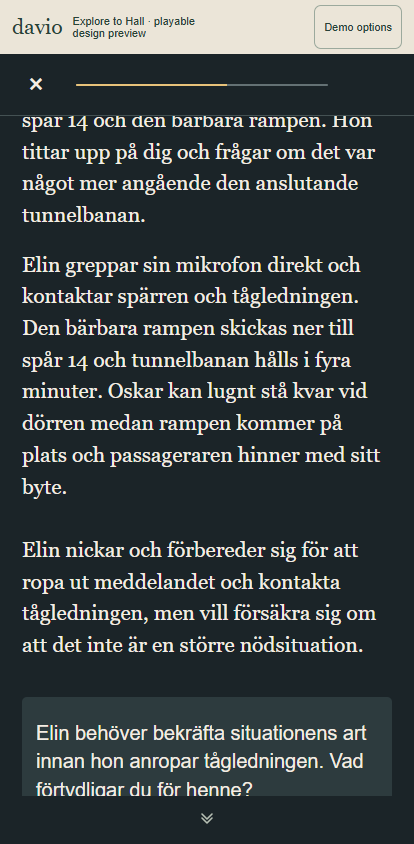 davio
Explore to Hall · playable
design preview
Demo options
spår 14 och den bärbara rampen. Hon
tittar upp på dig och frågar om det var
något mer angående den anslutande
tunnelbanan.
Elin greppar sin mikrofon direkt och
kontaktar spärren och tågledningen.
Den bärbara rampen skickas ner till
spår 14 och tunnelbanan hålls i fyra
minuter. Oskar kan lugnt stå kvar vid
dörren medan rampen kommer på
plats och passageraren hinner med sitt
byte.
Elin nickar och förbereder sig för att
ropa ut meddelandet och kontakta
tågledningen, men vill försäkra sig om
att det inte är en större nödsituation.
Elin behöver bekräfta situationens art
innan hon anropar tågledningen. Vad
förtydligar du för henne?